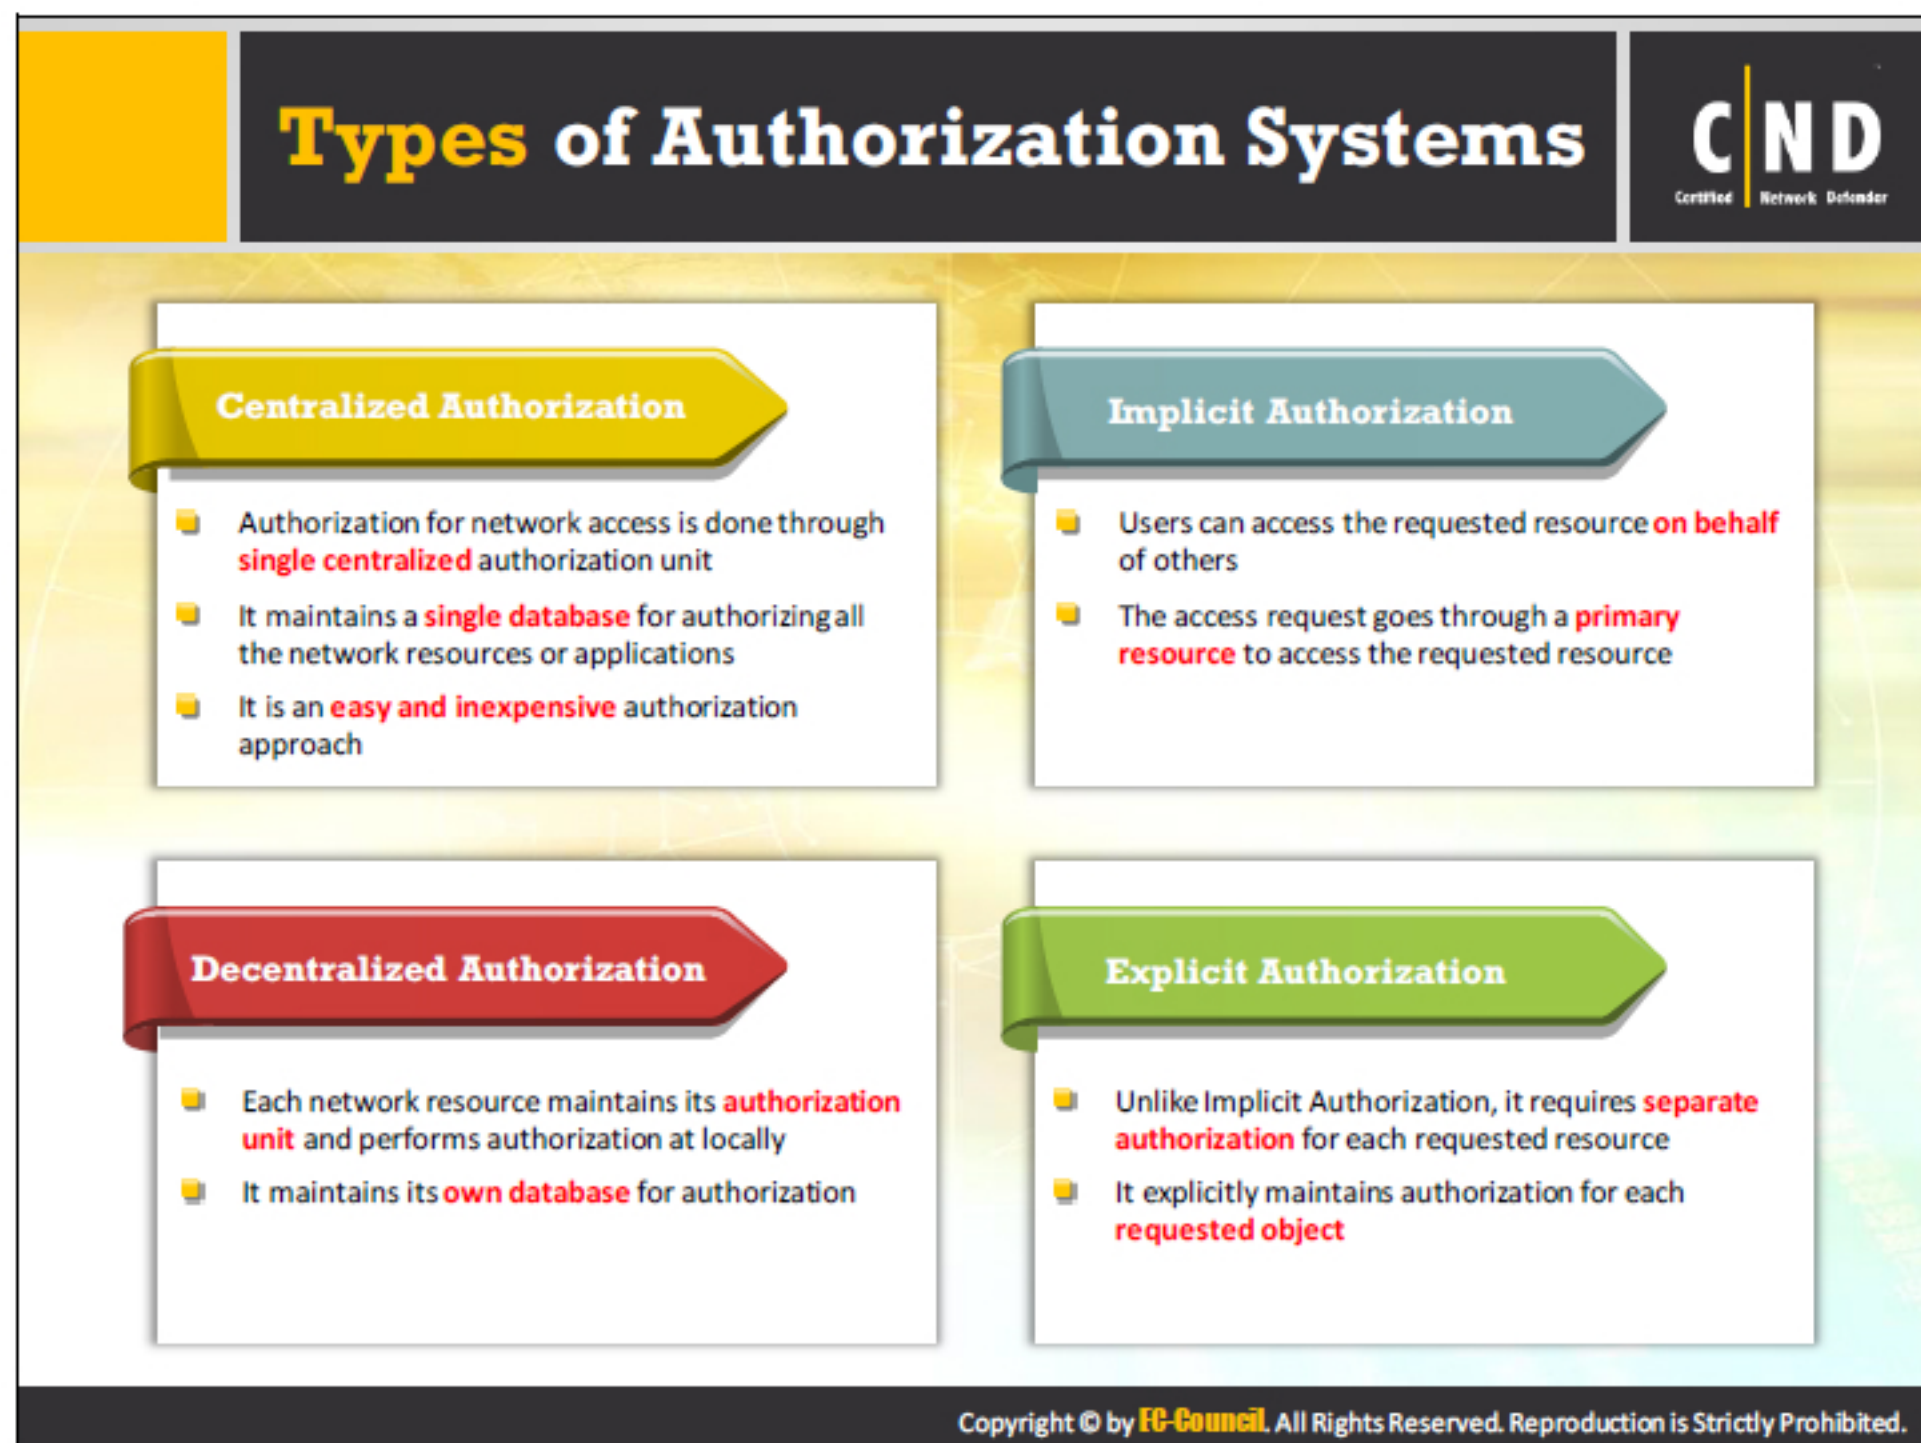 Types of Authorization Systems
C|ND
Certified Network Defender
Centralized Authorization
Authorization for network access is done through
single centralized authorization unit
It maintains a single database for authorizing all
the network resources or applications
It is an easy and inexpensive authorization
approach
Implicit Authorization
Users can access the requested resource on behalf
of others
The access request goes through a primary
resource to access the requested resource
Decentralized Authorization
Each network resource maintains its authorization
unit and performs authorization at locally
It maintains its own database for authorization
Explicit Authorization
Unlike Implicit Authorization, it requires separate
authorization for each requested resource
It explicitly maintains authorization for each
requested object
Copyright © by EC-Council. All Rights Reserved. Reproduction is Strictly Prohibited.